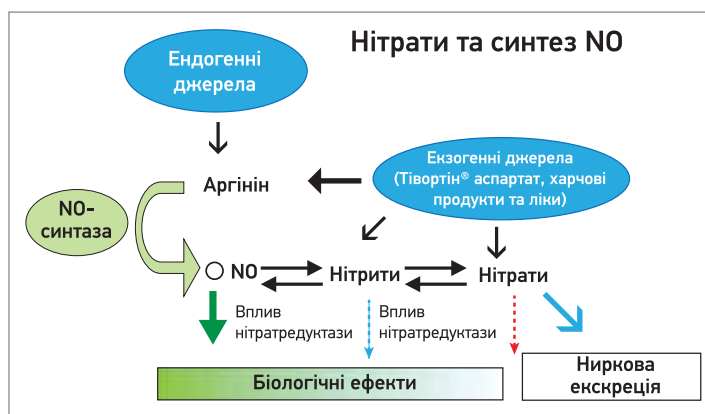 Нітрати та синтез NO
Ендогенні
джерела
Екзогенні джерела
(Тівортін® аспартат, харчові
продукти та ліки)
Аргінін
NO-
синтаза
NO
Нітрити
Нітрати
Вплив
нітратредуктази
Вплив
нітратредуктази
Біологічні ефекти
Ниркова
екскреція